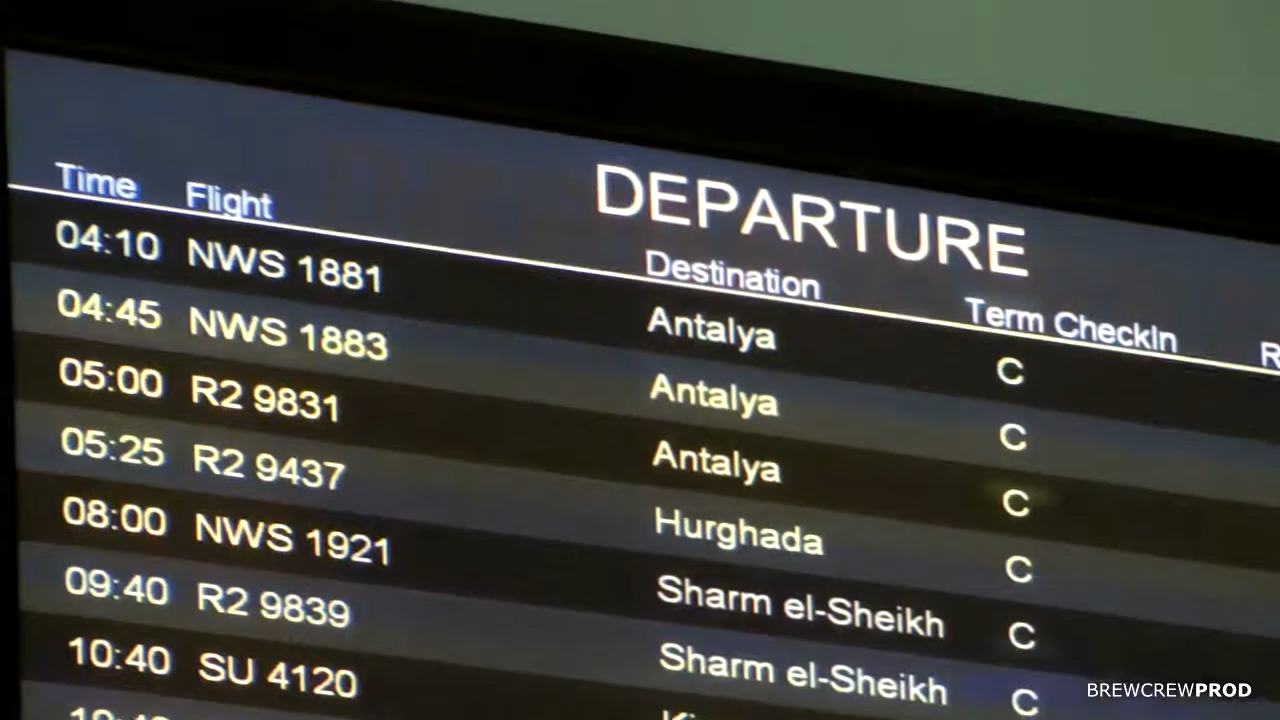 DEPARTURE
Time Flight Destination Term CheckIn
04:10 NWS 1881 Antalya C
04:45 NWS 1883 Antalya C
05:00 R2 9831 Antalya C
05:25 R2 9437 Hurghada C
08:00 NWS 1921 Sharm el-Sheikh C
09:40 R2 9839 Sharm el-Sheikh C
10:40 SU 4120
BREWCREWPROD